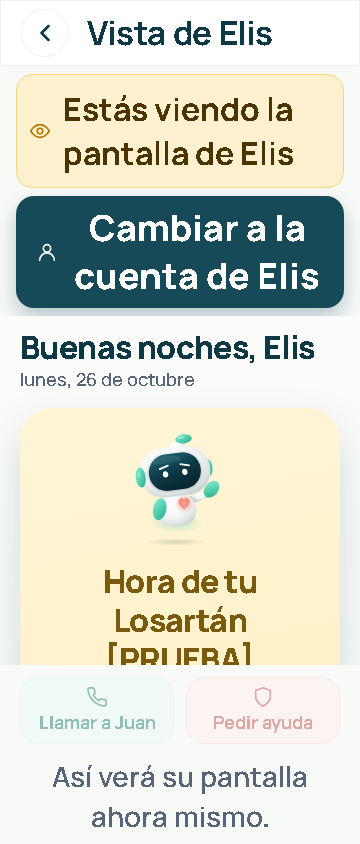 Vista de Elis
Estás viendo la
pantalla de Elis
Cambiar a la
cuenta de Elis
Buenas noches, Elis
lunes, 26 de octubre
Hora de tu
Losartán
[PRUEBA]
Llamar a Juan
Pedir ayuda
Así verá su pantalla
ahora mismo.